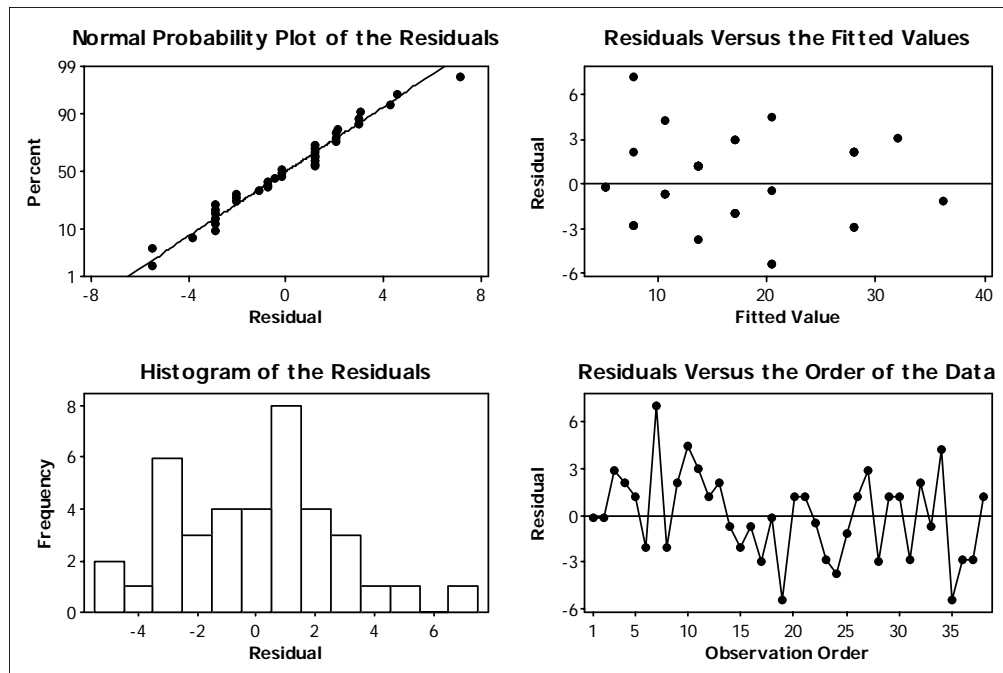 Normal Probability Plot of the Residuals
99
90
50
10
1
Percent
-8 -4 0 4 8
Residual
Residuals Versus the Fitted Values
6
3
0
-3
-6
Residual
10 20 30 40
Fitted Value
Histogram of the Residuals
8
6
4
2
0
Frequency
-4 -2 0 2 4 6
Residual
Residuals Versus the Order of the Data
6
3
0
-3
-6
Residual
1 5 10 15 20 25 30 35
Observation Order